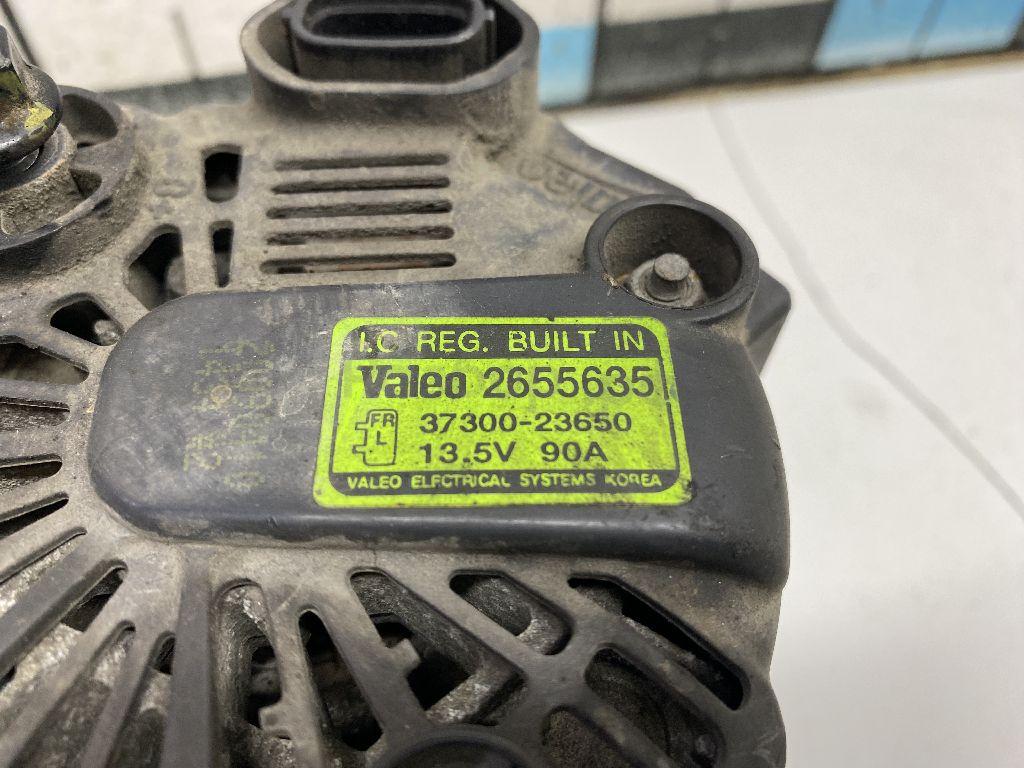 I.C REG. BUILT IN
Valeo 2655635
FR
L
37300-23650
13.5V 90A
VALEO ELECTRICAL SYSTEMS KOREA